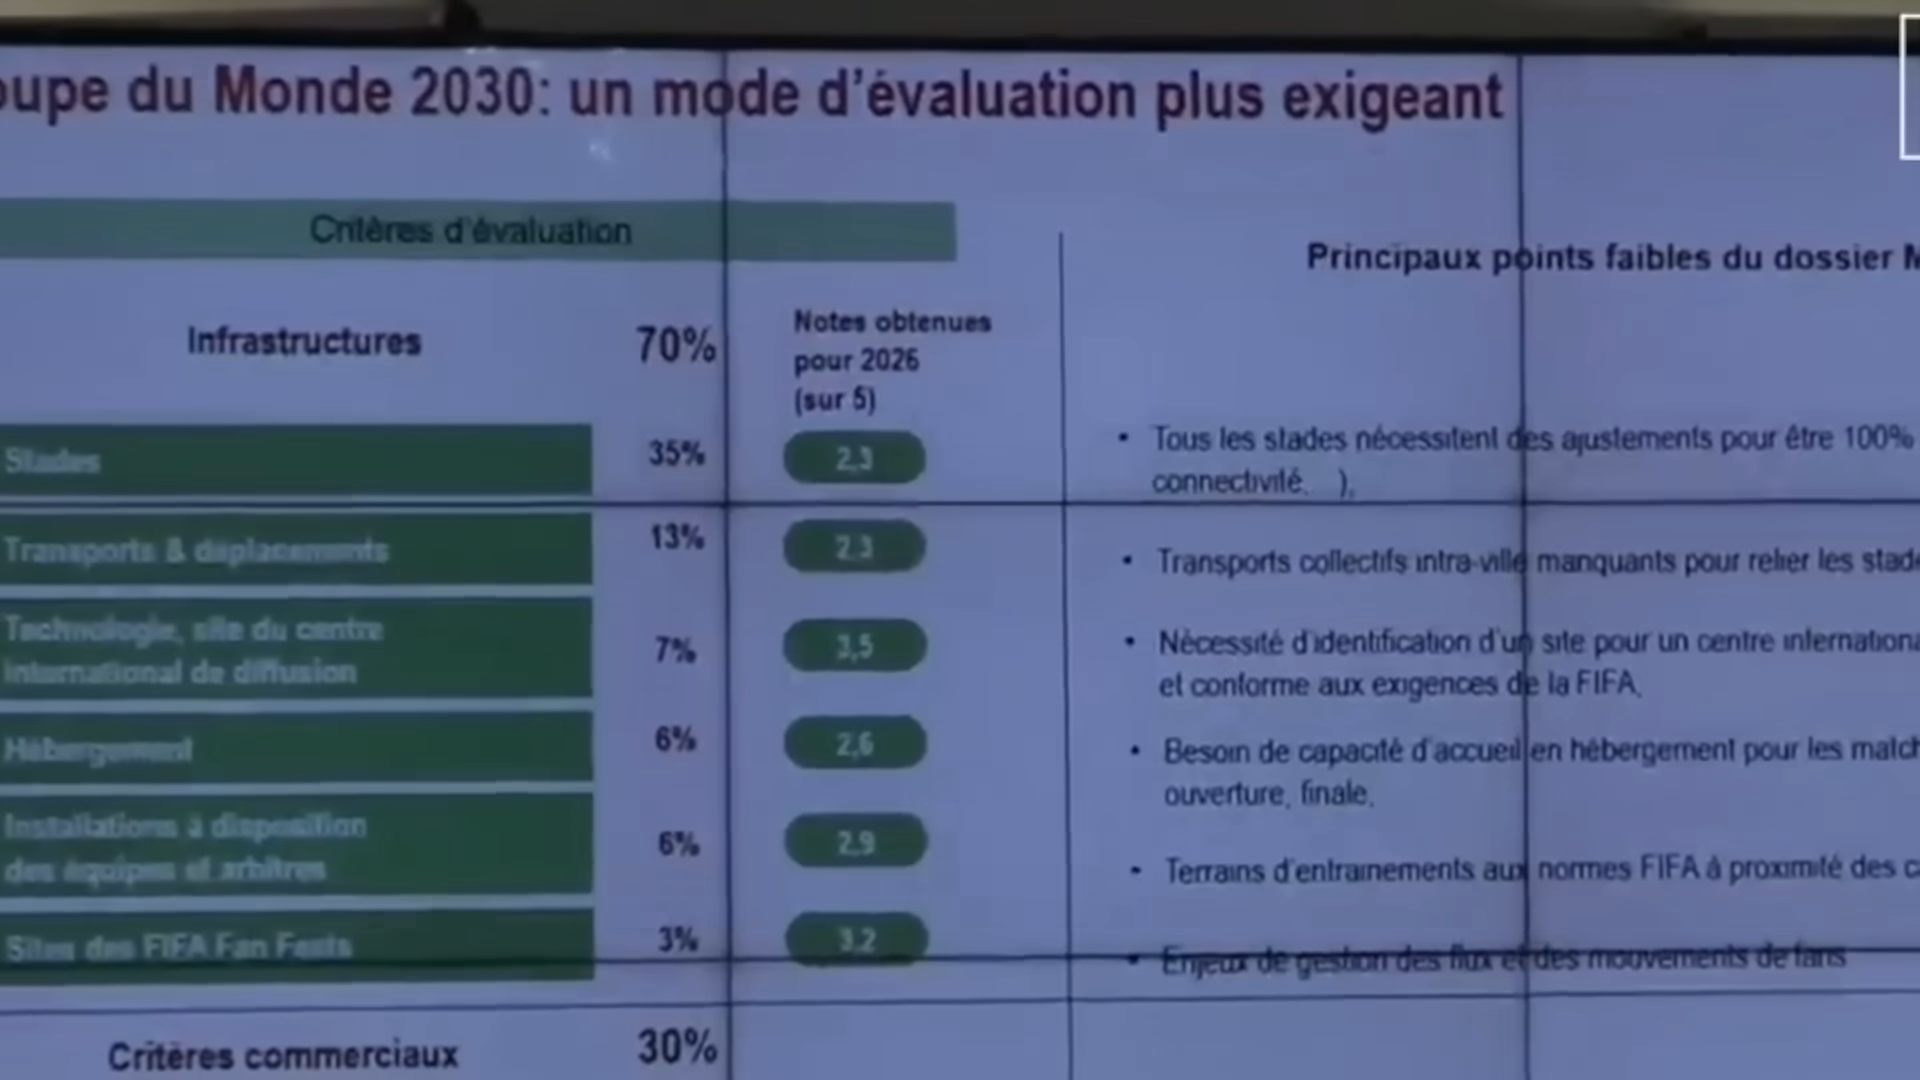 oupe du Monde 2030: un mode d'évaluation plus exigeant
Critères d'évaluation
Principaux points faibles du dossier M
Infrastructures 70%
Notes obtenues
pour 2026
(sur 5)
Stades 35% 2,3
Tous les stades nécessitent des ajustements pour être 100%
connectivité. ),
Transports & déplacements 13% 2,3
Transports collectifs intra-ville manquants pour relier les stade
Technologie, site du centre
international de diffusion
7% 3,5
Nécessité d'identification d'un site pour un centre internationa
et conforme aux exigences de la FIFA,
Hébergement 6% 2,6
Besoin de capacité d'accueil en hébergement pour les match
ouverture, finale,
Installations à disposition
des équipes et arbitres
6% 2,9
Terrains d'entrainements aux normes FIFA à proximité des c
Sites des FIFA Fan Fests 3% 3,2
Enjeux de gestion des flux et des mouvements de fans
Critères commerciaux 30%